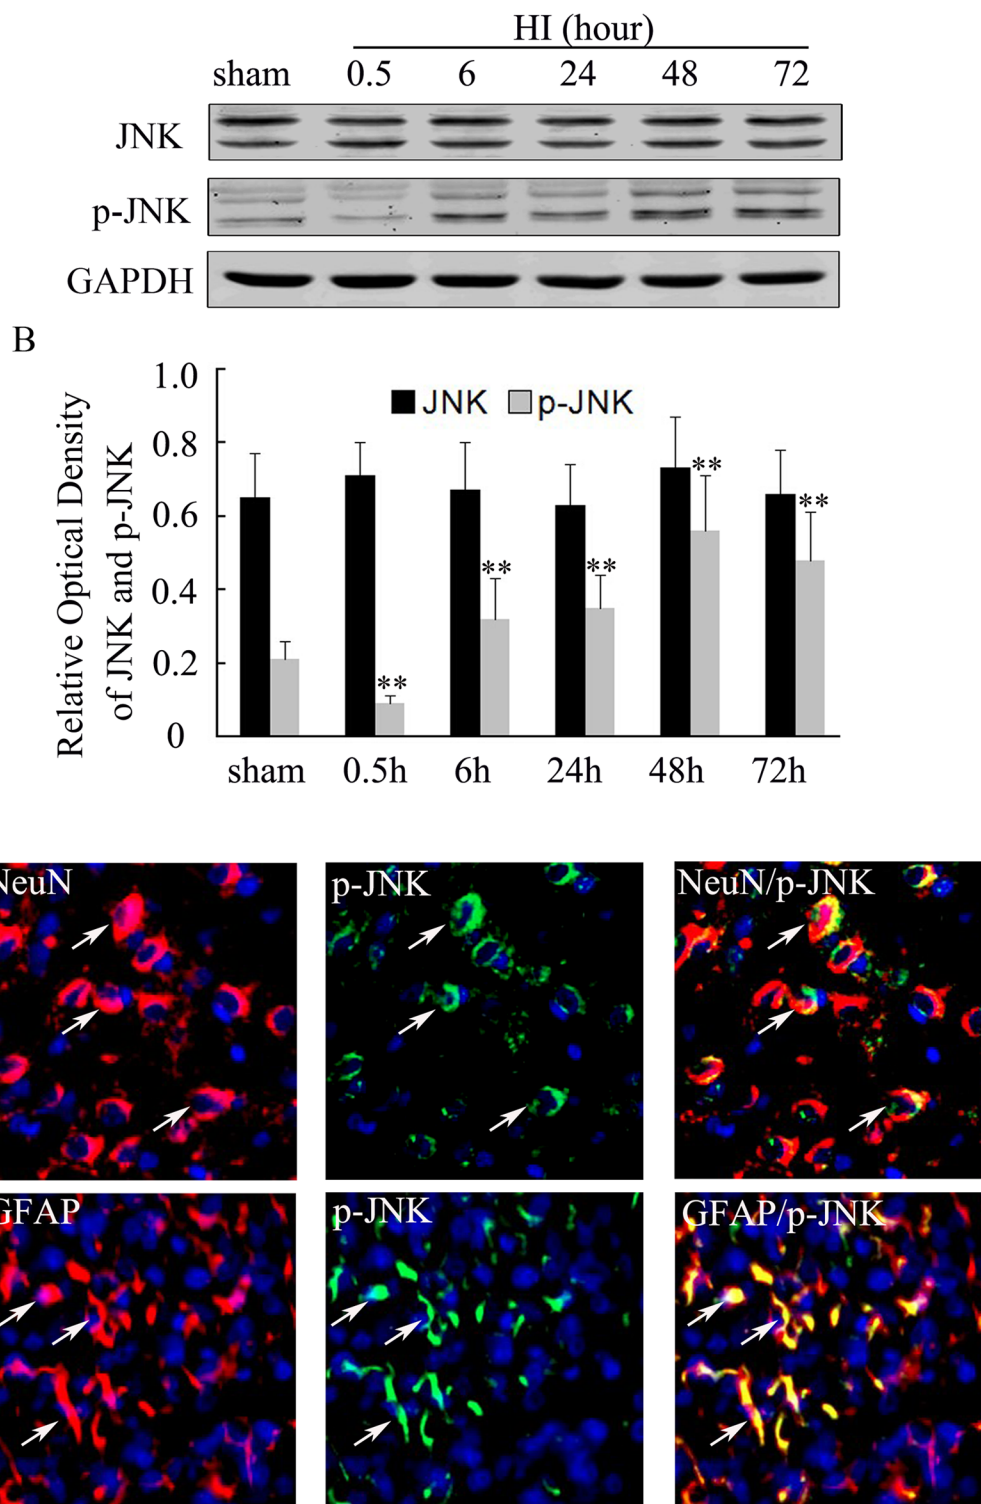 HI (hour)
sham 0.5 6 24 48 72
JNK
p-JNK
GAPDH
B
Relative Optical Density
of JNK and p-JNK
1.0
0.8
0.6
0.4
0.2
0
JNK p-JNK
** ** ** ** **
sham 0.5h 6h 24h 48h 72h
NeuN p-JNK NeuN/p-JNK
GFAP p-JNK GFAP/p-JNK